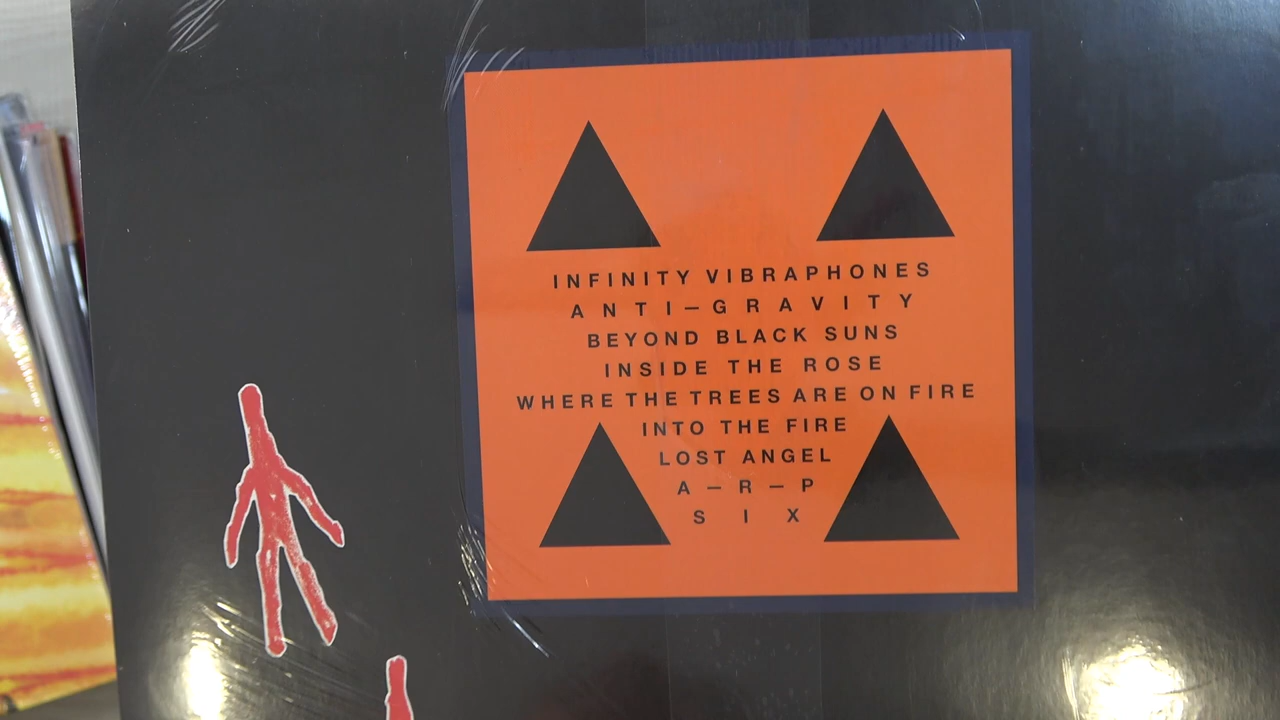 INFINITY VIBRAPHONES
ANTI–GRAVITY
BEYOND BLACK SUNS
INSIDE THE ROSE
WHERE THE TREES ARE ON FIRE
INTO THE FIRE
LOST ANGEL
A – R – P
SIX